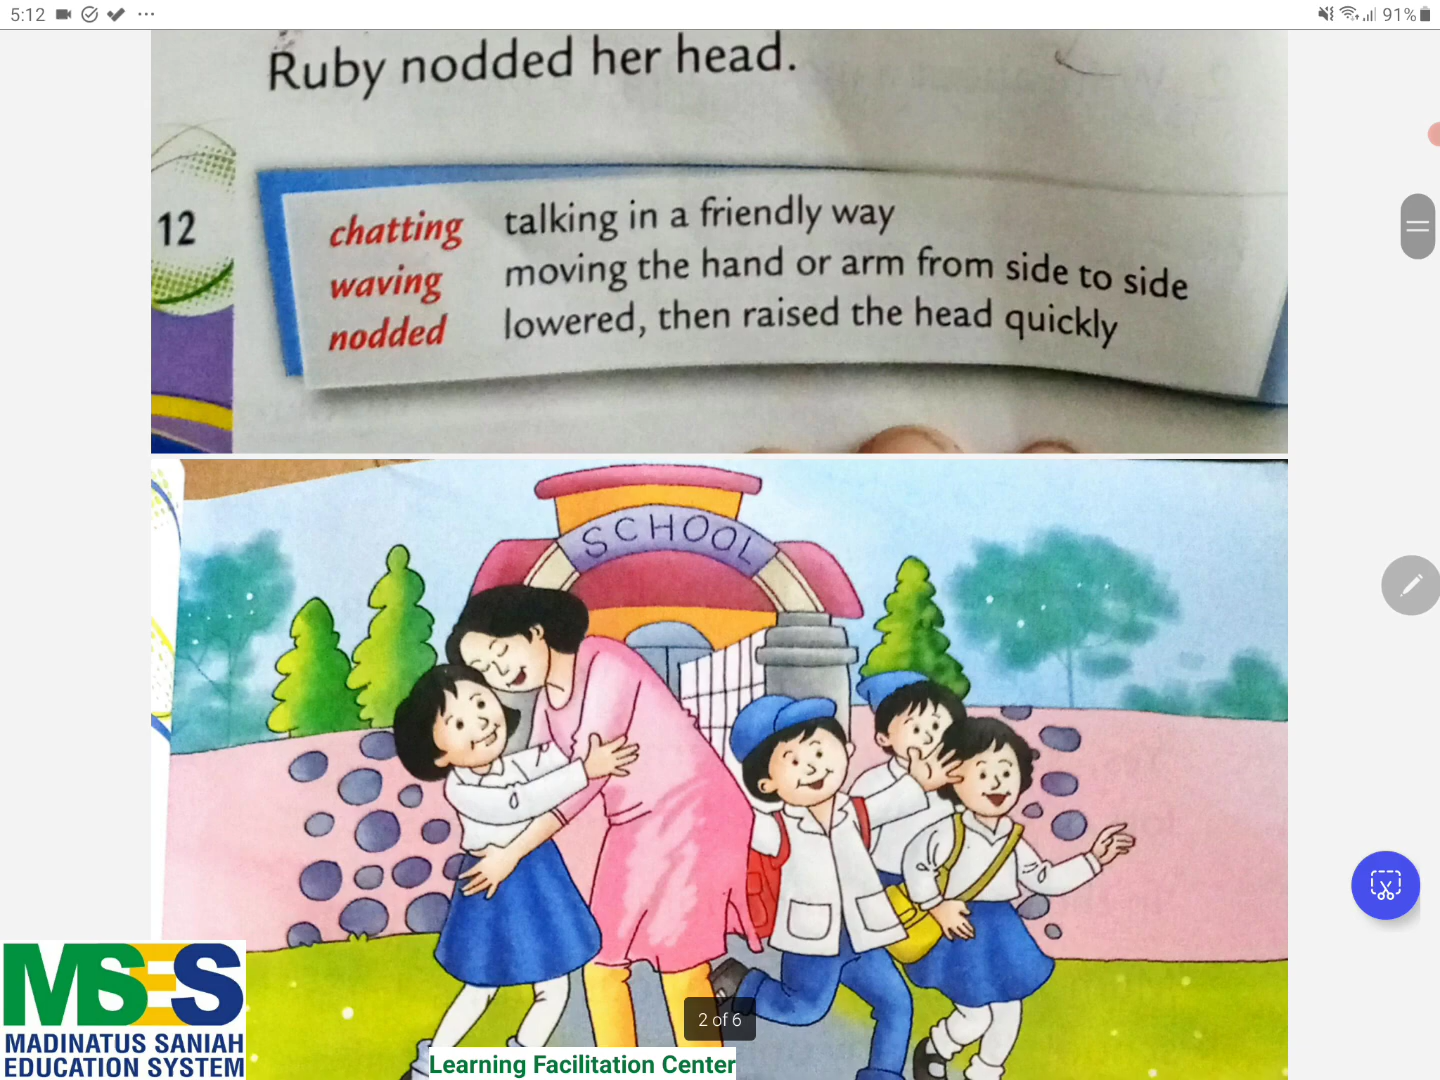 5:12
91%
Ruby nodded her head.
12
chatting talking in a friendly way
waving moving the hand or arm from side to side
nodded lowered, then raised the head quickly
SCHOOL
2 of 6
MSES
MADINATUS SANIAH
EDUCATION SYSTEM
Learning Facilitation Center